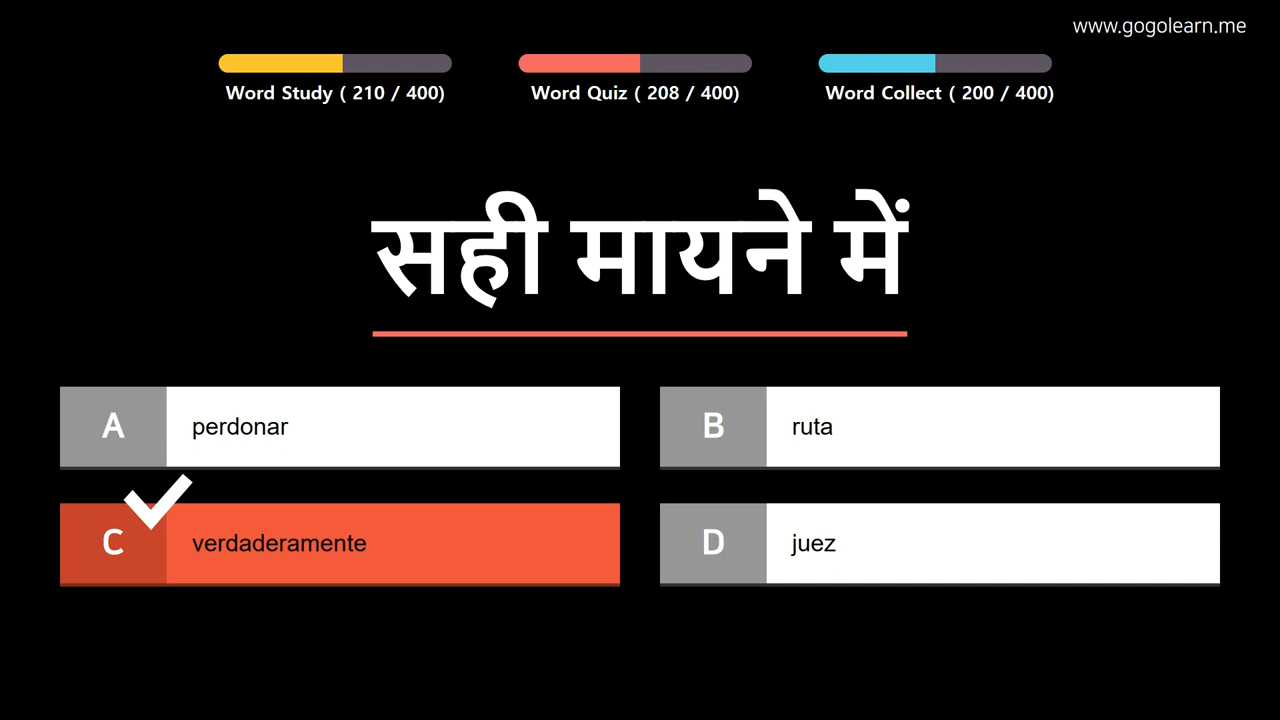 www.gogolearn.me
Word Study ( 210 / 400)
Word Quiz ( 208 / 400)
Word Collect ( 200 / 400)
सही मायने में
A perdonar
B ruta
C verdaderamente
D juez